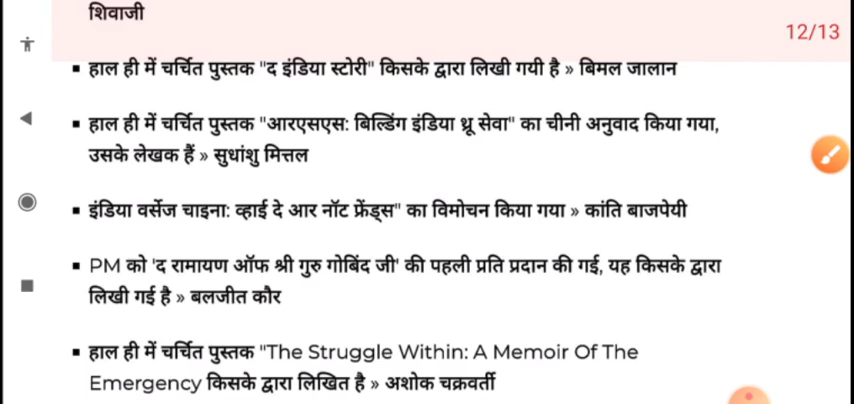 शिवाजी
12/13
▪ हाल ही में चर्चित पुस्तक "द इंडिया स्टोरी" किसके द्वारा लिखी गयी है » बिमल जालान
▪ हाल ही में चर्चित पुस्तक "आरएसएस: बिल्डिंग इंडिया थ्रू सेवा" का चीनी अनुवाद किया गया,
उसके लेखक हैं » सुधांशु मित्तल
▪ इंडिया वर्सेज चाइना: व्हाई दे आर नॉट फ्रेंड्स" का विमोचन किया गया » कांति बाजपेयी
▪ PM को 'द रामायण ऑफ श्री गुरु गोबिंद जी' की पहली प्रति प्रदान की गई, यह किसके द्वारा
लिखी गई है » बलजीत कौर
▪ हाल ही में चर्चित पुस्तक "The Struggle Within: A Memoir Of The
Emergency किसके द्वारा लिखित है » अशोक चक्रवर्ती